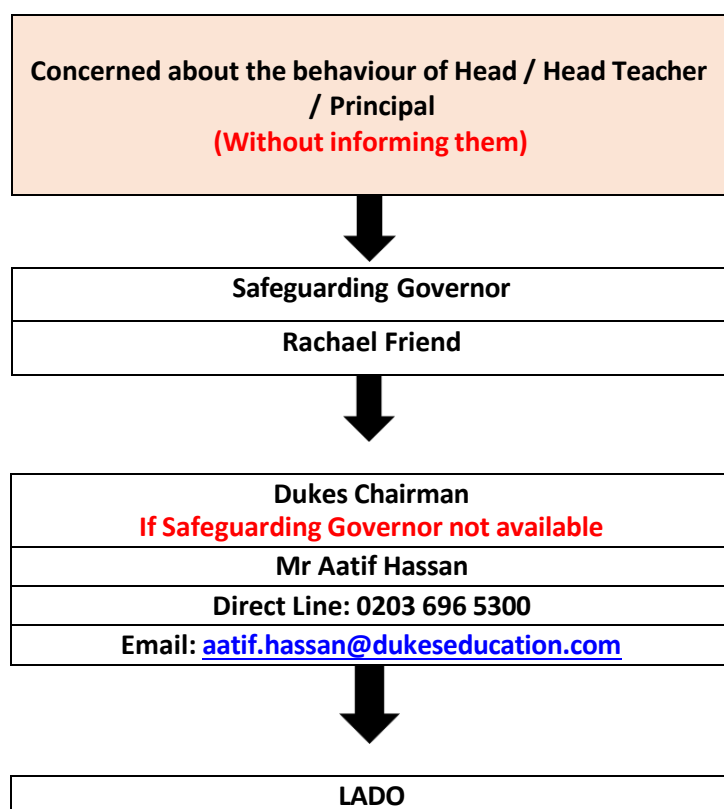 Concerned about the behaviour of Head / Head Teacher
/ Principal
(Without informing them)
Safeguarding Governor
Rachael Friend
Dukes Chairman
If Safeguarding Governor not available
Mr Aatif Hassan
Direct Line: 0203 696 5300
Email: aatif.hassan@dukeseducation.com
LADO